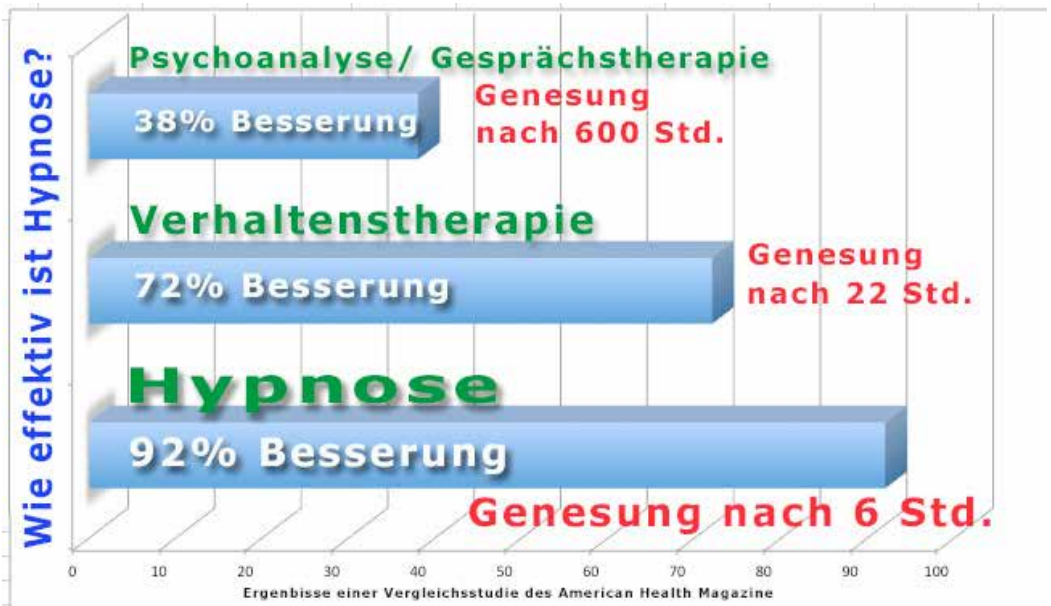 Wie effektiv ist Hypnose?
Psychoanalyse/ Gesprächstherapie
38% Besserung
Genesung
nach 600 Std.
Verhaltenstherapie
72% Besserung
Genesung
nach 22 Std.
Hypnose
92% Besserung
Genesung nach 6 Std.
0 10 20 30 40 50 60 70 80 90 100
Ergenbisse einer Vergleichsstudie des American Health Magazine